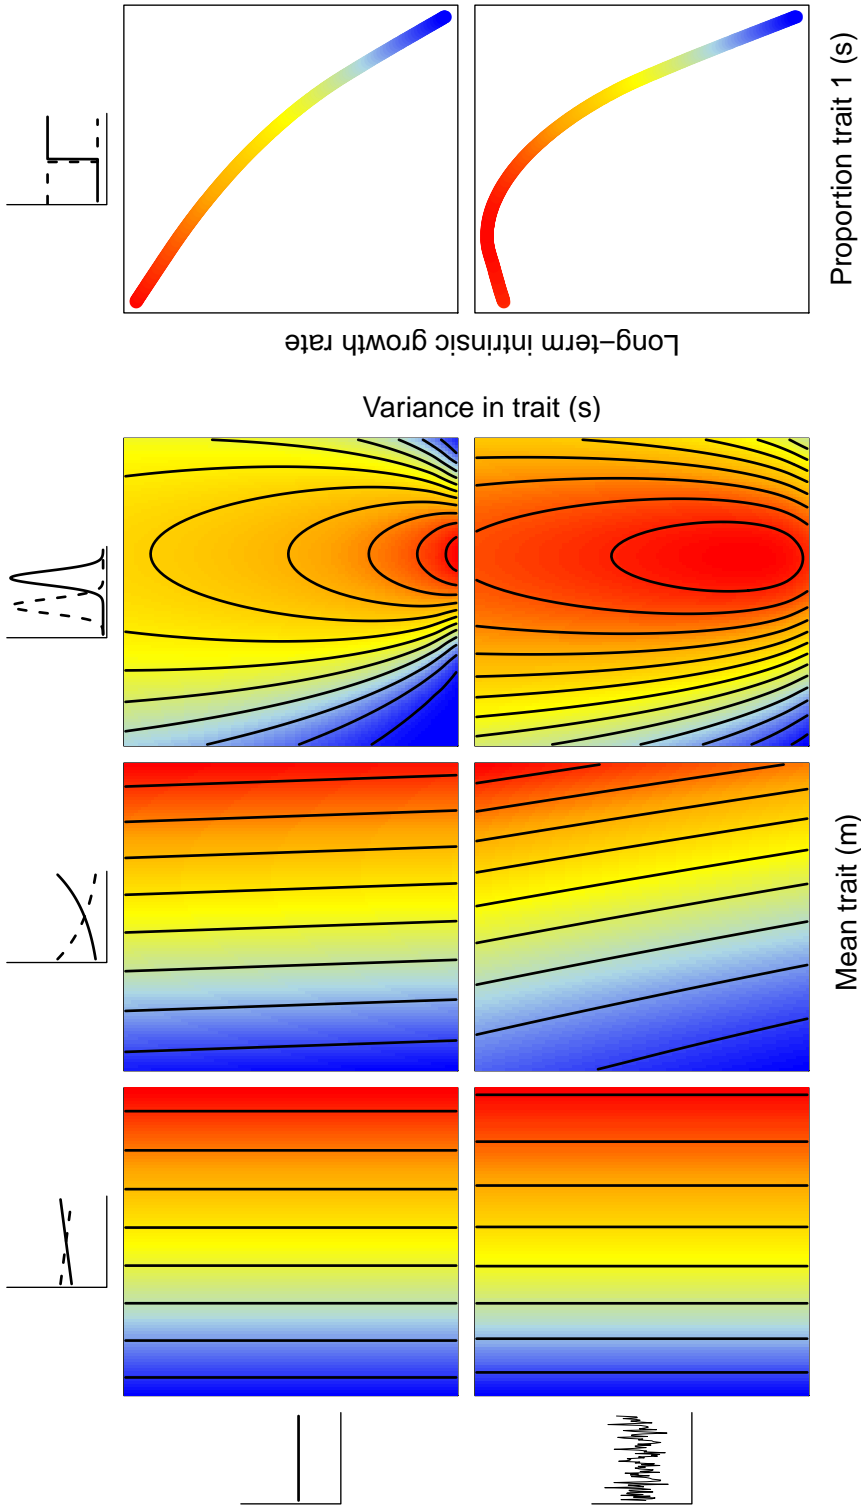 Proportion trait 1 (s)
Long−term intrinsic growth rate
Variance in trait (s)
Mean trait (m)